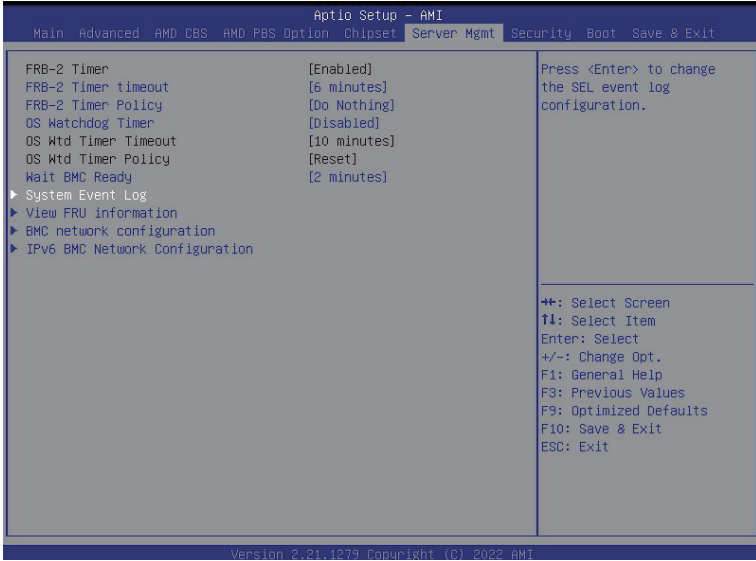 Aptio Setup – AMI
Main Advanced AMD CBS AMD PBS Option Chipset Server Mgmt Security Boot Save & Exit
FRB-2 Timer [Enabled]
FRB-2 Timer timeout [6 minutes]
FRB-2 Timer Policy [Do Nothing]
OS Watchdog Timer [Disabled]
OS Wtd Timer Timeout [10 minutes]
OS Wtd Timer Policy [Reset]
Wait BMC Ready [2 minutes]
System Event Log
View FRU information
BMC network configuration
IPv6 BMC Network Configuration
Press <Enter> to change
the SEL event log
configuration.
→←: Select Screen
↑↓: Select Item
Enter: Select
+/-: Change Opt.
F1: General Help
F3: Previous Values
F9: Optimized Defaults
F10: Save & Exit
ESC: Exit
Version 2.21.1279 Copyright (C) 2022 AMI